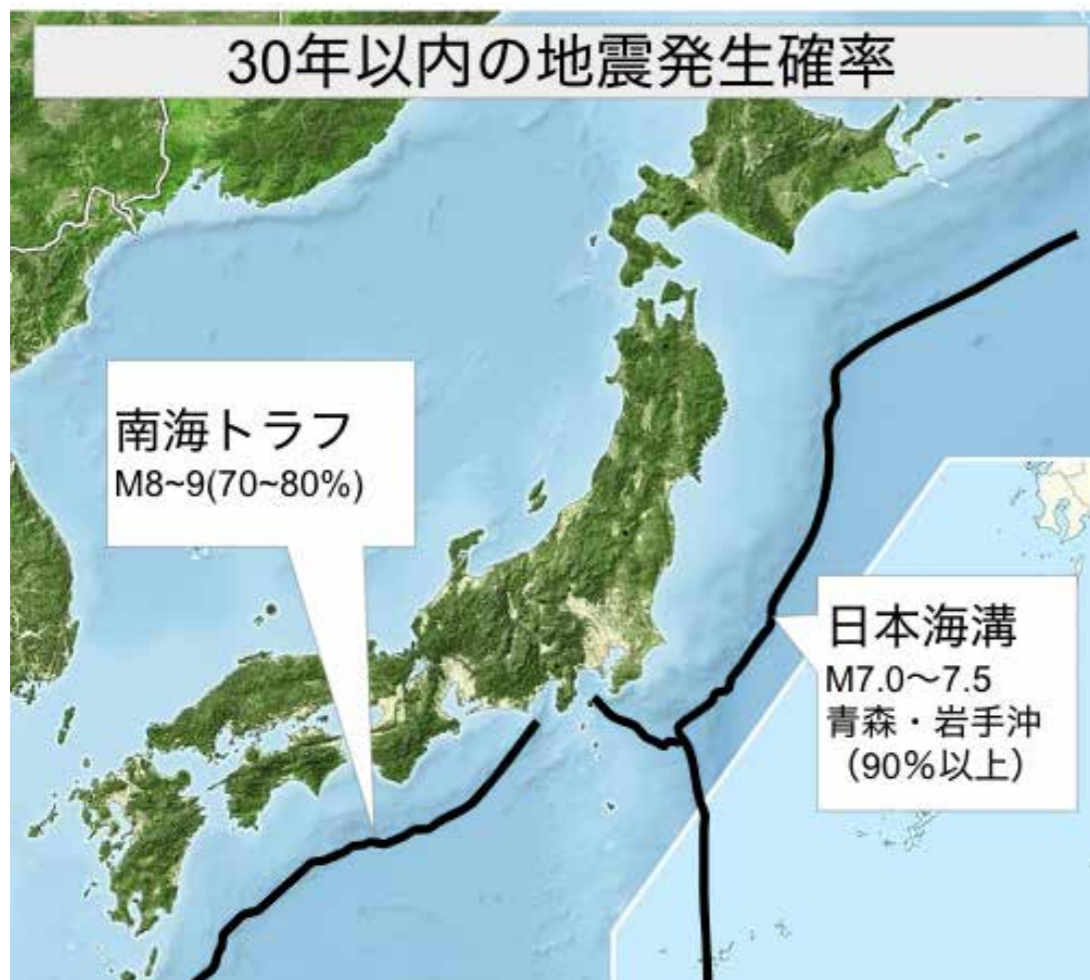 30年以内の地震発生確率
南海トラフ
M8~9(70~80%)
日本海溝
M7.0〜7.5
青森・岩手沖
（90%以上）